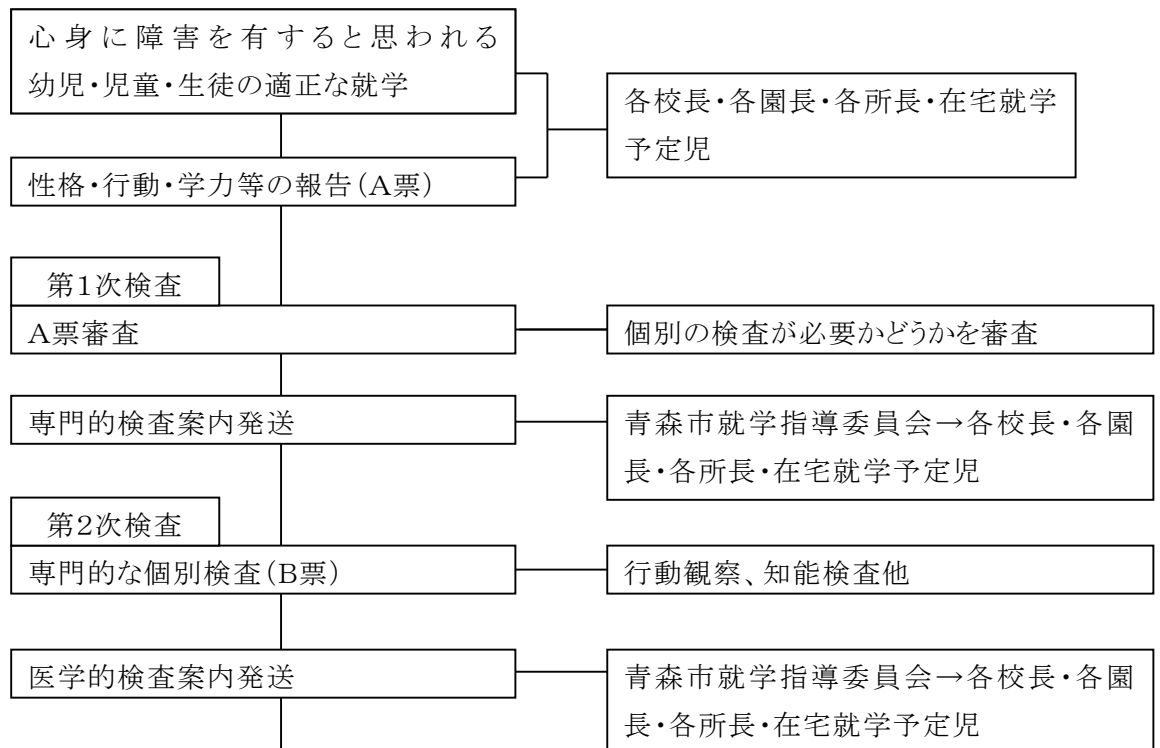 心身に障害を有すると思われる
幼児・児童・生徒の適正な就学
各校長・各園長・各所長・在宅就学
予定児
性格・行動・学力等の報告(A票)
第1次検査
A票審査
個別の検査が必要かどうかを審査
専門的検査案内発送
青森市就学指導委員会→各校長・各園
長・各所長・在宅就学予定児
第2次検査
専門的な個別検査(B票)
行動観察、知能検査他
医学的検査案内発送
青森市就学指導委員会→各校長・各園
長・各所長・在宅就学予定児